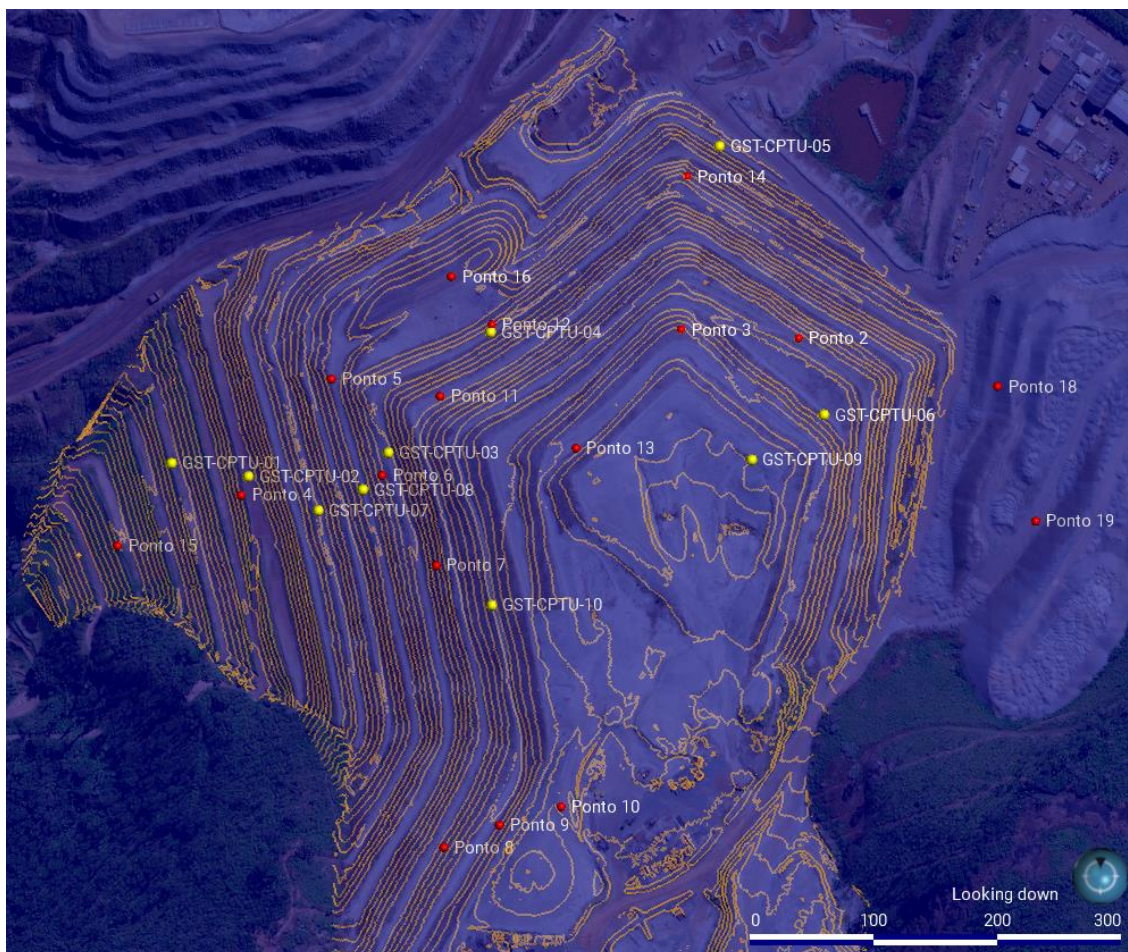 GST-CPTU-05
Ponto 14
Ponto 16
Ponto 12
GST-CPTU-04
Ponto 3
Ponto 2
Ponto 5
Ponto 18
Ponto 11
GST-CPTU-06
Ponto 13
GST-CPTU-03
GST-CPTU-09
GST-CPTU-01
GST-CPTU-02
Ponto 6
GST-CPTU-08
Ponto 4
GST-CPTU-07
Ponto 19
Ponto 15
Ponto 7
GST-CPTU-10
Ponto 10
Ponto 9
Ponto 8
Looking down
0 100 200 300